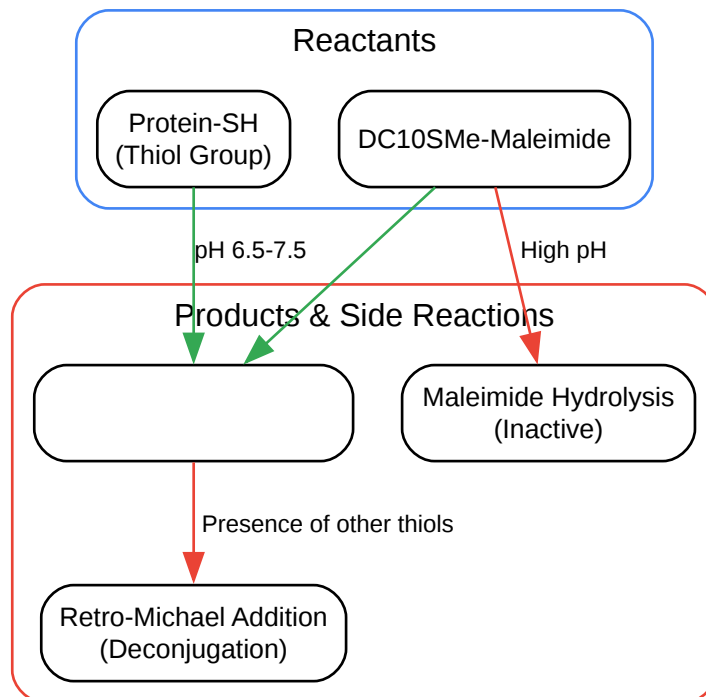 Reactants
Protein-SH
(Thiol Group)
DC10SMe-Maleimide
pH 6.5-7.5
High pH
Products & Side Reactions
Maleimide Hydrolysis
(Inactive)
Presence of other thiols
Retro-Michael Addition
(Deconjugation)